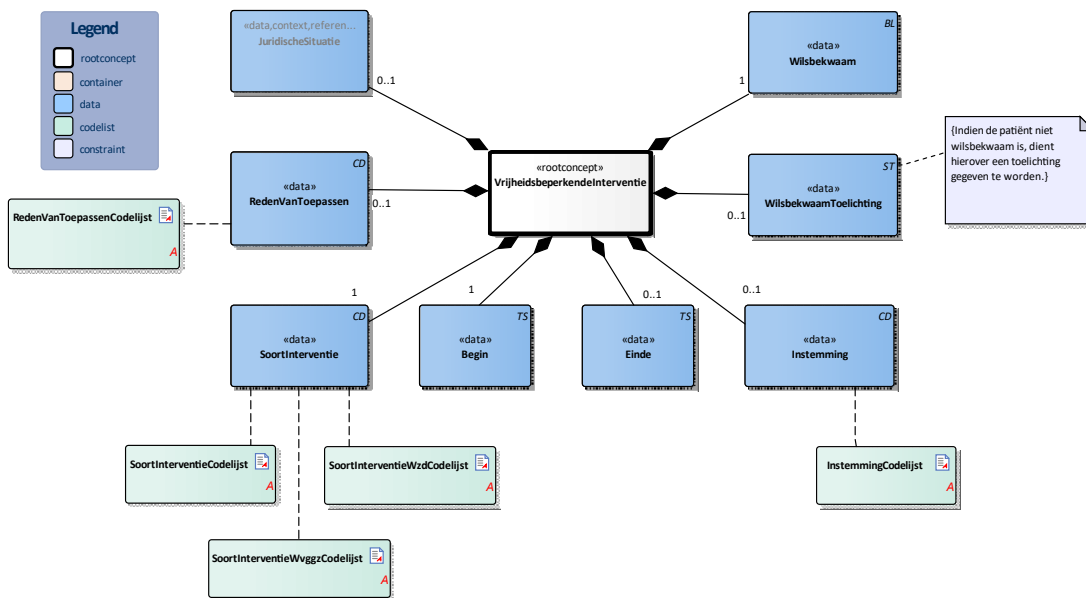 Legend
rootconcept
container
data
codelist
constraint
«data,context,referen...
JuridischeSituatie
0..1
BL
«data»
Wilsbekwaam
1
{Indien de patiënt niet
wilsbekwaam is, dient
hierover een toelichting
gegeven te worden.}
«rootconcept»
VrijheidsbeperkendeInterventie
CD
«data»
RedenVanToepassen
0..1
ST
«data»
WilsbekwaamToelichting
0..1
RedenVanToepassenCodelijst
A
1
1
0..1
0..1
CD
«data»
SoortInterventie
TS
«data»
Begin
TS
«data»
Einde
CD
«data»
Instemming
SoortInterventieCodelijst
A
SoortInterventieWzdCodelijst
A
InstemmingCodelijst
A
SoortInterventieWvggzCodelijst
A